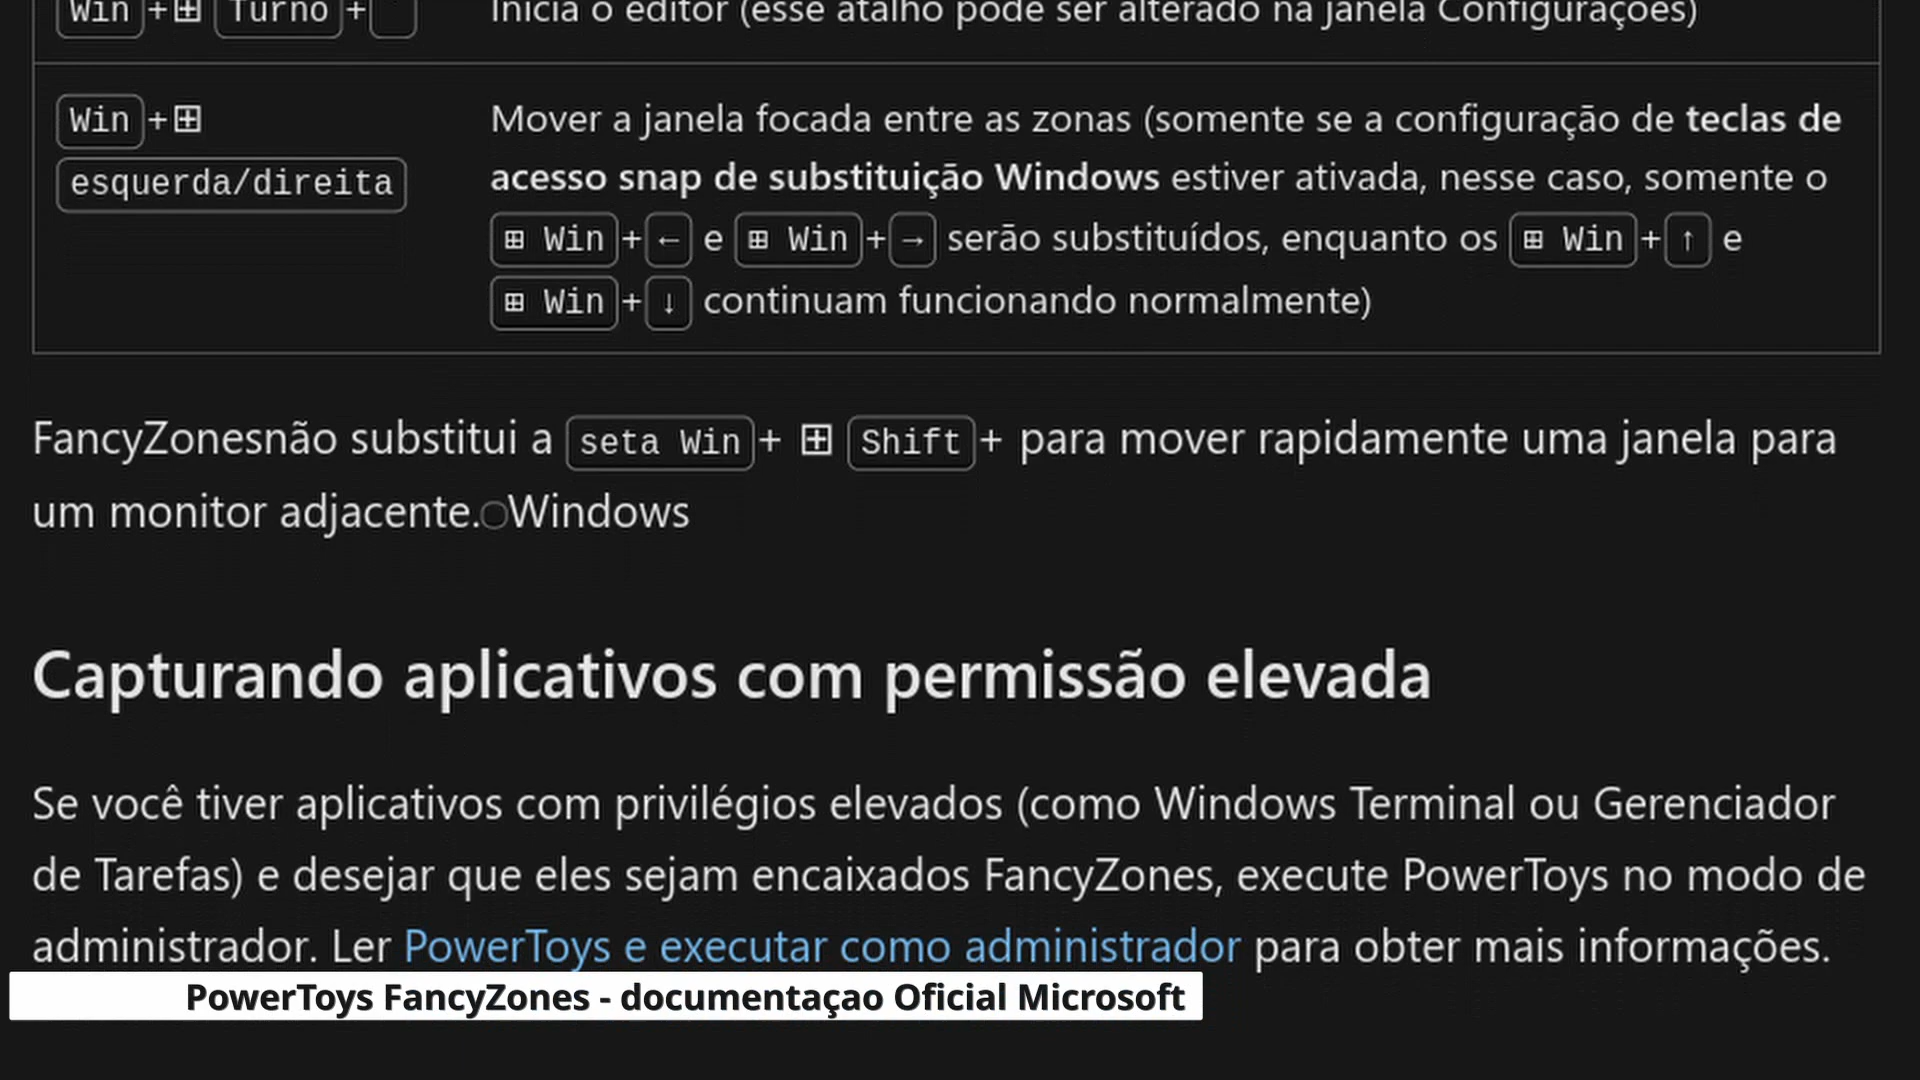 Win +⊞ Turno +
Inicia o editor (esse atalho pode ser alterado na janela Configurações)
Win +⊞
esquerda/direita
Mover a janela focada entre as zonas (somente se a configuração de teclas de
acesso snap de substituição Windows estiver ativada, nesse caso, somente o
⊞ Win + ← e ⊞ Win + → serão substituídos, enquanto os ⊞ Win + ↑ e
⊞ Win + ↓ continuam funcionando normalmente)
FancyZonesnão substitui a seta Win + ⊞ Shift + para mover rapidamente uma janela para
um monitor adjacente. Windows
Capturando aplicativos com permissão elevada
Se você tiver aplicativos com privilégios elevados (como Windows Terminal ou Gerenciador
de Tarefas) e desejar que eles sejam encaixados FancyZones, execute PowerToys no modo de
administrador. Ler PowerToys e executar como administrador para obter mais informações.
PowerToys FancyZones - documentaçao Oficial Microsoft